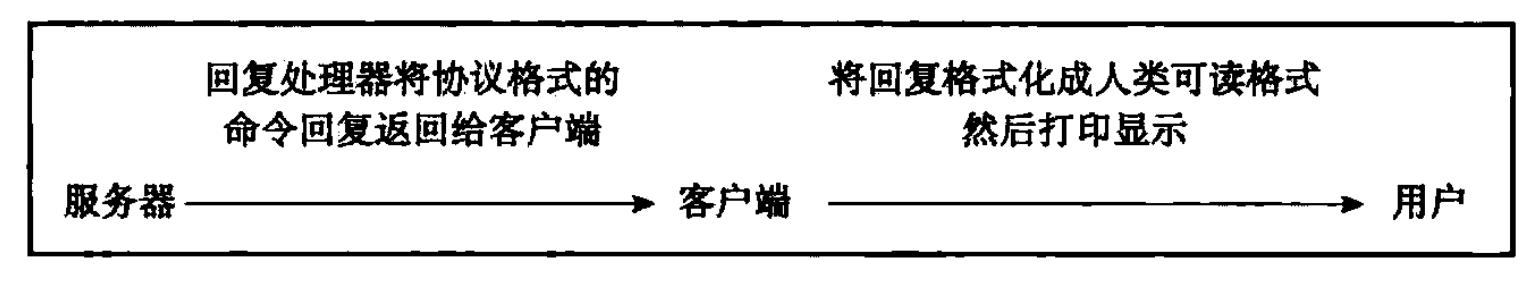 回复处理器将协议格式的
命令回复返回给客户端
将回复格式化成人类可读格式
然后打印显示
服务器
客户端
用户